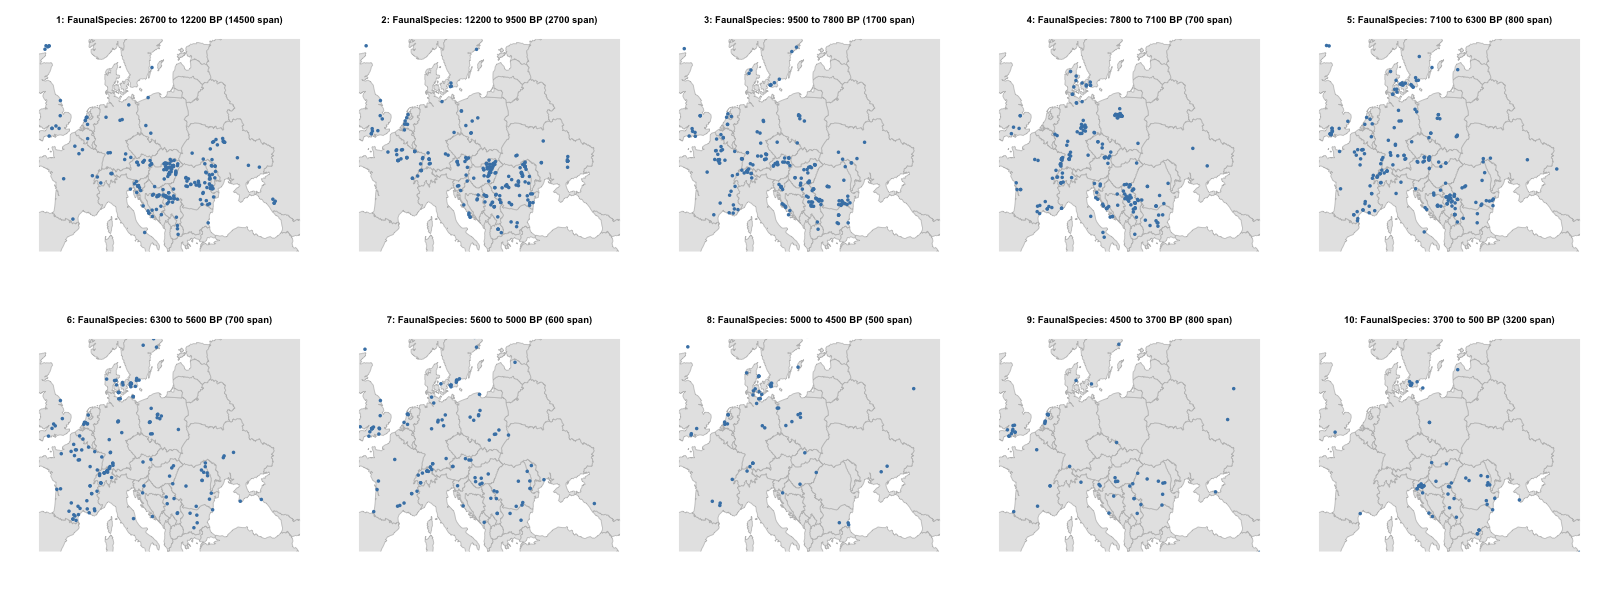 1: FaunalSpecies: 26700 to 12200 BP (14500 span)
2: FaunalSpecies: 12200 to 9500 BP (2700 span)
3: FaunalSpecies: 9500 to 7800 BP (1700 span)
4: FaunalSpecies: 7800 to 7100 BP (700 span)
5: FaunalSpecies: 7100 to 6300 BP (800 span)
6: FaunalSpecies: 6300 to 5600 BP (700 span)
7: FaunalSpecies: 5600 to 5000 BP (600 span)
8: FaunalSpecies: 5000 to 4500 BP (500 span)
9: FaunalSpecies: 4500 to 3700 BP (800 span)
10: FaunalSpecies: 3700 to 500 BP (3200 span)